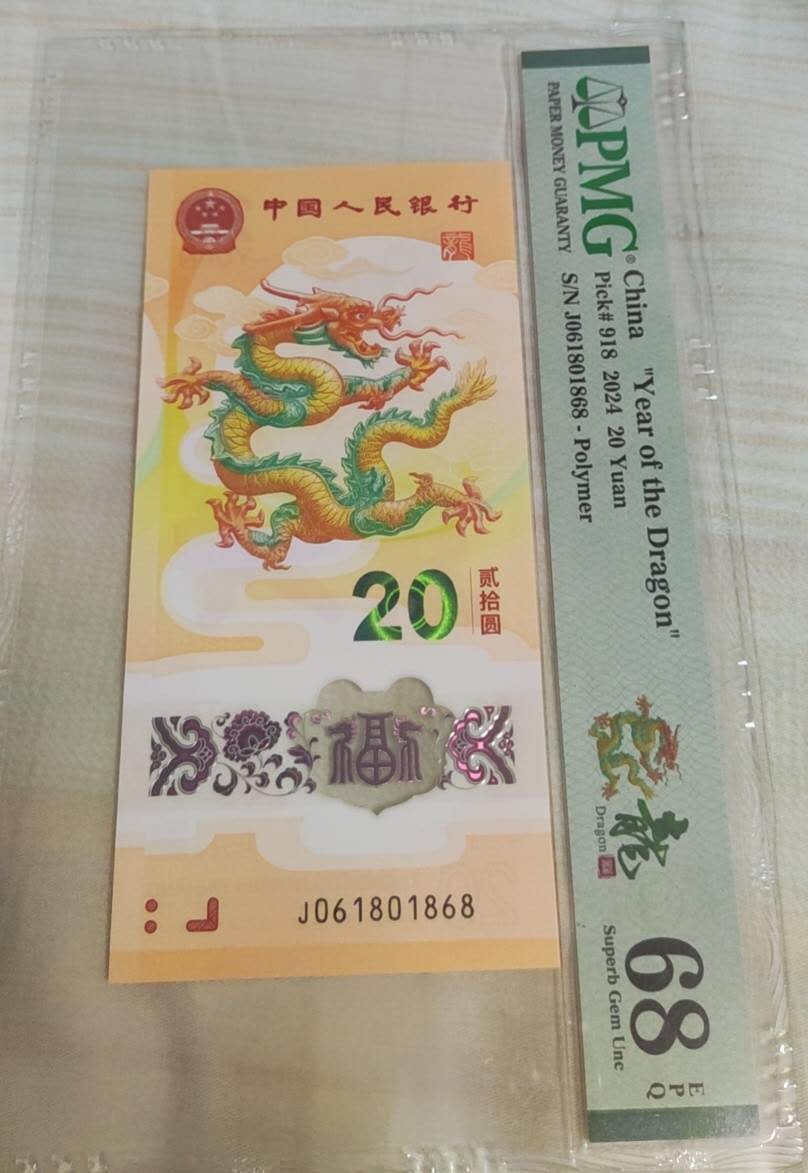 中国人民银行
龍
20
贰拾圆
福
J061801868
PMG®
PAPER MONEY GUARANTY
China "Year of the Dragon"
Pick# 918 2024 20 Yuan
S/N J061801868 - Polymer
龍
Dragon
68
EPQ
Superb Gem Unc